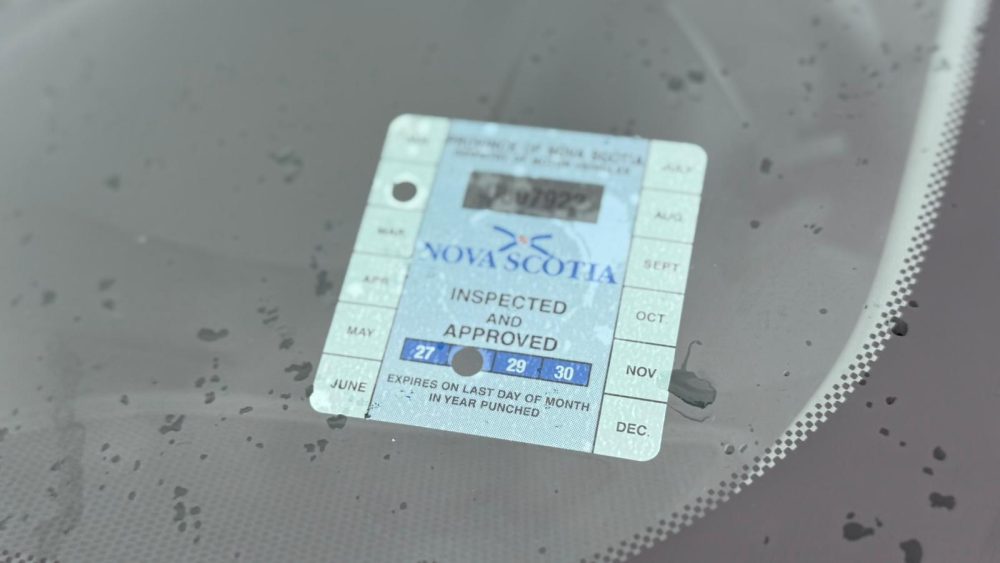 PROVINCE OF NOVA SCOTIA
NOVA SCOTIA
INSPECTED
AND
APPROVED
27 29 30
EXPIRES ON LAST DAY OF MONTH
IN YEAR PUNCHED
MAR.
APR.
MAY
JUNE
JULY
AUG.
SEPT.
OCT.
NOV.
DEC.